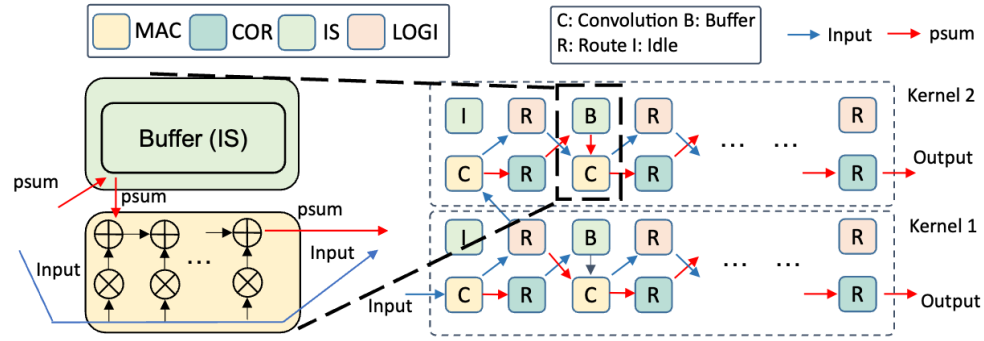 MAC COR IS LOGI
C: Convolution B: Buffer
R: Route I: Idle
Input psum
Kernel 2
I R B R R
... ...
C R C R R
Output
Buffer (IS)
psum
psum
psum
Input
...
Input
Kernel 1
I R B R R
... ...
Input
C R C R R
Output